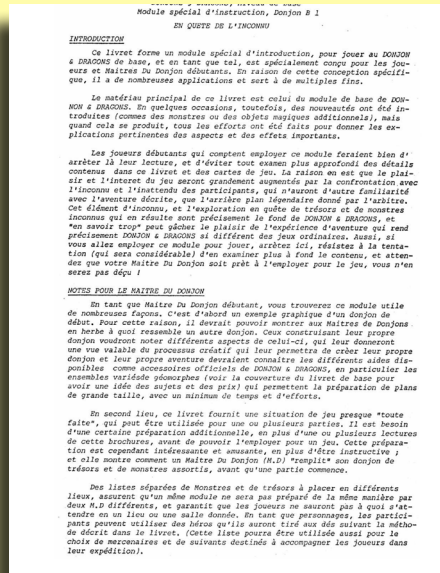 Module spécial d'instruction, Donjon B 1
EN QUETE DE L'INCONNU
INTRODUCTION
Ce livret forme un module spécial d'introduction, pour jouer au DONJON
& DRAGONS de base, et en tant que tel, est spécialement conçu pour les jou-
eurs et Maitres Du Donjon débutants. En raison de cette conception spécifi-
que, il a de nombreuses applications et sert à de multiples fins.
Le matériau principal de ce livret est celui du module de base de DON-
NON & DRAGONS. En quelques occasions, toutefois, des nouveautés ont été in-
troduites (commes des monstres ou des objets magiques additionnels), mais
quand cela se produit, tous les efforts ont été faits pour donner les ex-
plications pertinentes des aspects et des effets importants.
Les joueurs débutants qui comptent employer ce module feraient bien d'
arrêter là leur lecture, et d'éviter tout examen plus approfondi des détails
contenus dans ce livret et des cartes de jeu. La raison en est que le plai-
sir et l'interet du jeu seront grandement augmentés par la confrontation avec
l'inconnu et l'inattendu des participants, qui n'auront d'autre familiarité
avec l'aventure décrite, que l'arrière plan légendaire donné par l'arbitre.
Cet élément d'inconnu, et l'exploration en quête de trésors et de monstres
inconnus qui en résulte sont précisément le fond de DONJON & DRAGONS, et
"en savoir trop" peut gâcher le plaisir de l'expérience d'aventure qui rend
précisement DONJON & DRAGONS si différent des jeux ordinaires. Aussi, si
vous allez employer ce module pour jouer, arrêtez ici, résistez à la tenta-
tion (qui sera considérable) d'en examiner plus à fond le contenu, et atten-
dez que votre Maitre Du Donjon soit prêt à l'employer pour le jeu, vous n'en
serez pas déçu !
NOTES POUR LE MAITRE DU DONJON
En tant que Maitre Du Donjon débutant, vous trouverez ce module utile
de nombreuses façons. C'est d'abord un exemple graphique d'un donjon de
début. Pour cette raison, il devrait pouvoir montrer aux Maitres de Donjons
en herbe à quoi ressemble un autre donjon. Ceux construisant leur propre
donjon voudront noter différents aspects de celui-ci, qui leur donneront
une vue valable du processus créatif qui leur permettra de créer leur propre
donjon et leur propre aventure devraient connaitre les différents aides dis-
ponibles comme accessoires officiels de DONJON & DRAGONS, en particulier les
ensembles variésde géomorphes (voir la couverture du livret de base pour
avoir une idée des sujets et des prix) qui permettent la préparation de plans
de grande taille, avec un minimum de temps et d'efforts.
En second lieu, ce livret fournit une situation de jeu presque "toute
faite", qui peut être utilisée pour une ou plusieurs parties. Il est besoin
d'une certaine préparation additionnelle, en plus d'une ou plusieurs lectures
de cette brochures, avant de pouvoir l'employer pour un jeu. Cette prépara-
tion est cependant intéressante et amusante, en plus d'être instructive ;
et elle montre comment un Maître Du Donjon (M.D) "remplit" son donjon de
trésors et de monstres assortis, avant qu'une partie commence.
Des listes séparées de Monstres et de trésors à placer en différents
lieux, assurent qu'un même module ne sera pas préparé de la même manière par
deux M.D différents, et garantit que les joueurs ne sauront pas à quoi s'at-
tendre en un lieu ou une salle donnée. En tant que personnages, les partici-
pants peuvent utiliser des héros qu'ils auront tiré aux dés suivant la métho-
de décrit dans le livret. (Cette liste pourra être utilisée aussi pour le
choix de mercenaires et de suivants destinés à accompagner les joueurs dans
leur expédition).